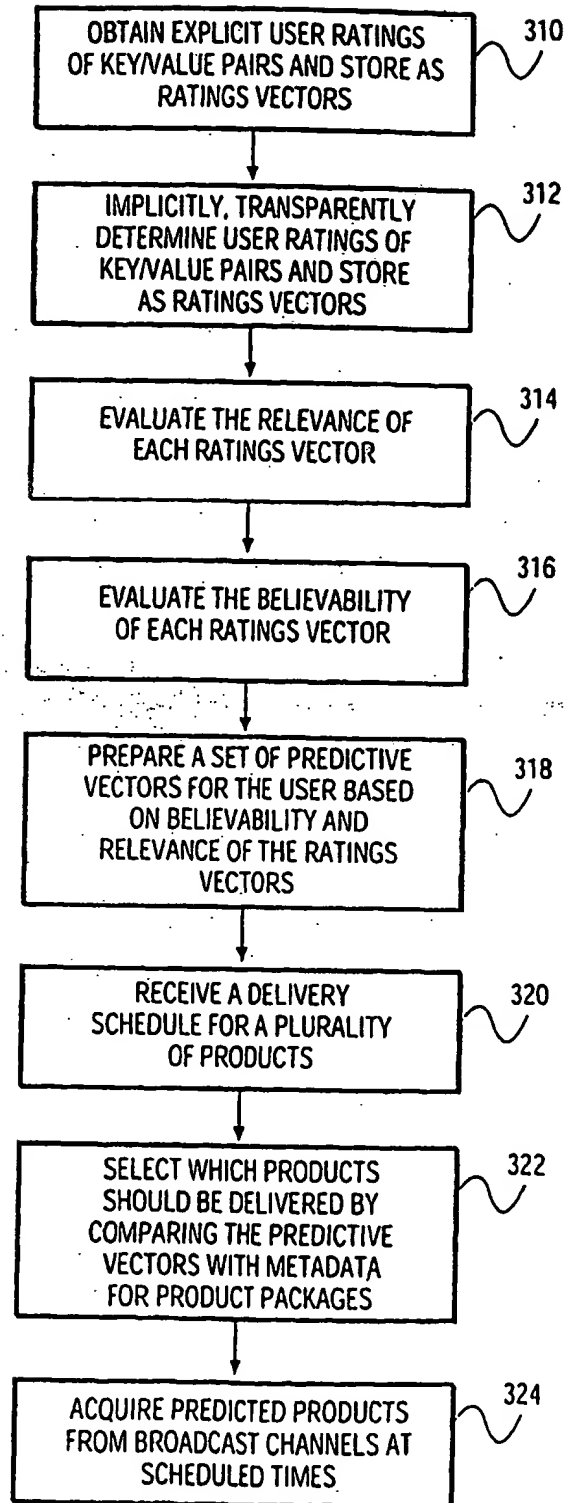 OBTAIN EXPLICIT USER RATINGS
OF KEY/VALUE PAIRS AND STORE AS
RATINGS VECTORS
310
IMPLICITLY, TRANSPARENTLY
DETERMINE USER RATINGS OF
KEY/VALUE PAIRS AND STORE
AS RATINGS VECTORS
312
EVALUATE THE RELEVANCE OF
EACH RATINGS VECTOR
314
EVALUATE THE BELIEVABILITY
OF EACH RATINGS VECTOR
316
PREPARE A SET OF PREDICTIVE
VECTORS FOR THE USER BASED
ON BELIEVABILITY AND
RELEVANCE OF THE RATINGS
VECTORS
318
RECEIVE A DELIVERY
SCHEDULE FOR A PLURALITY
OF PRODUCTS
320
SELECT WHICH PRODUCTS
SHOULD BE DELIVERED BY
COMPARING THE PREDICTIVE
VECTORS WITH METADATA
FOR PRODUCT PACKAGES
322
ACQUIRE PREDICTED PRODUCTS
FROM BROADCAST CHANNELS AT
SCHEDULED TIMES
324